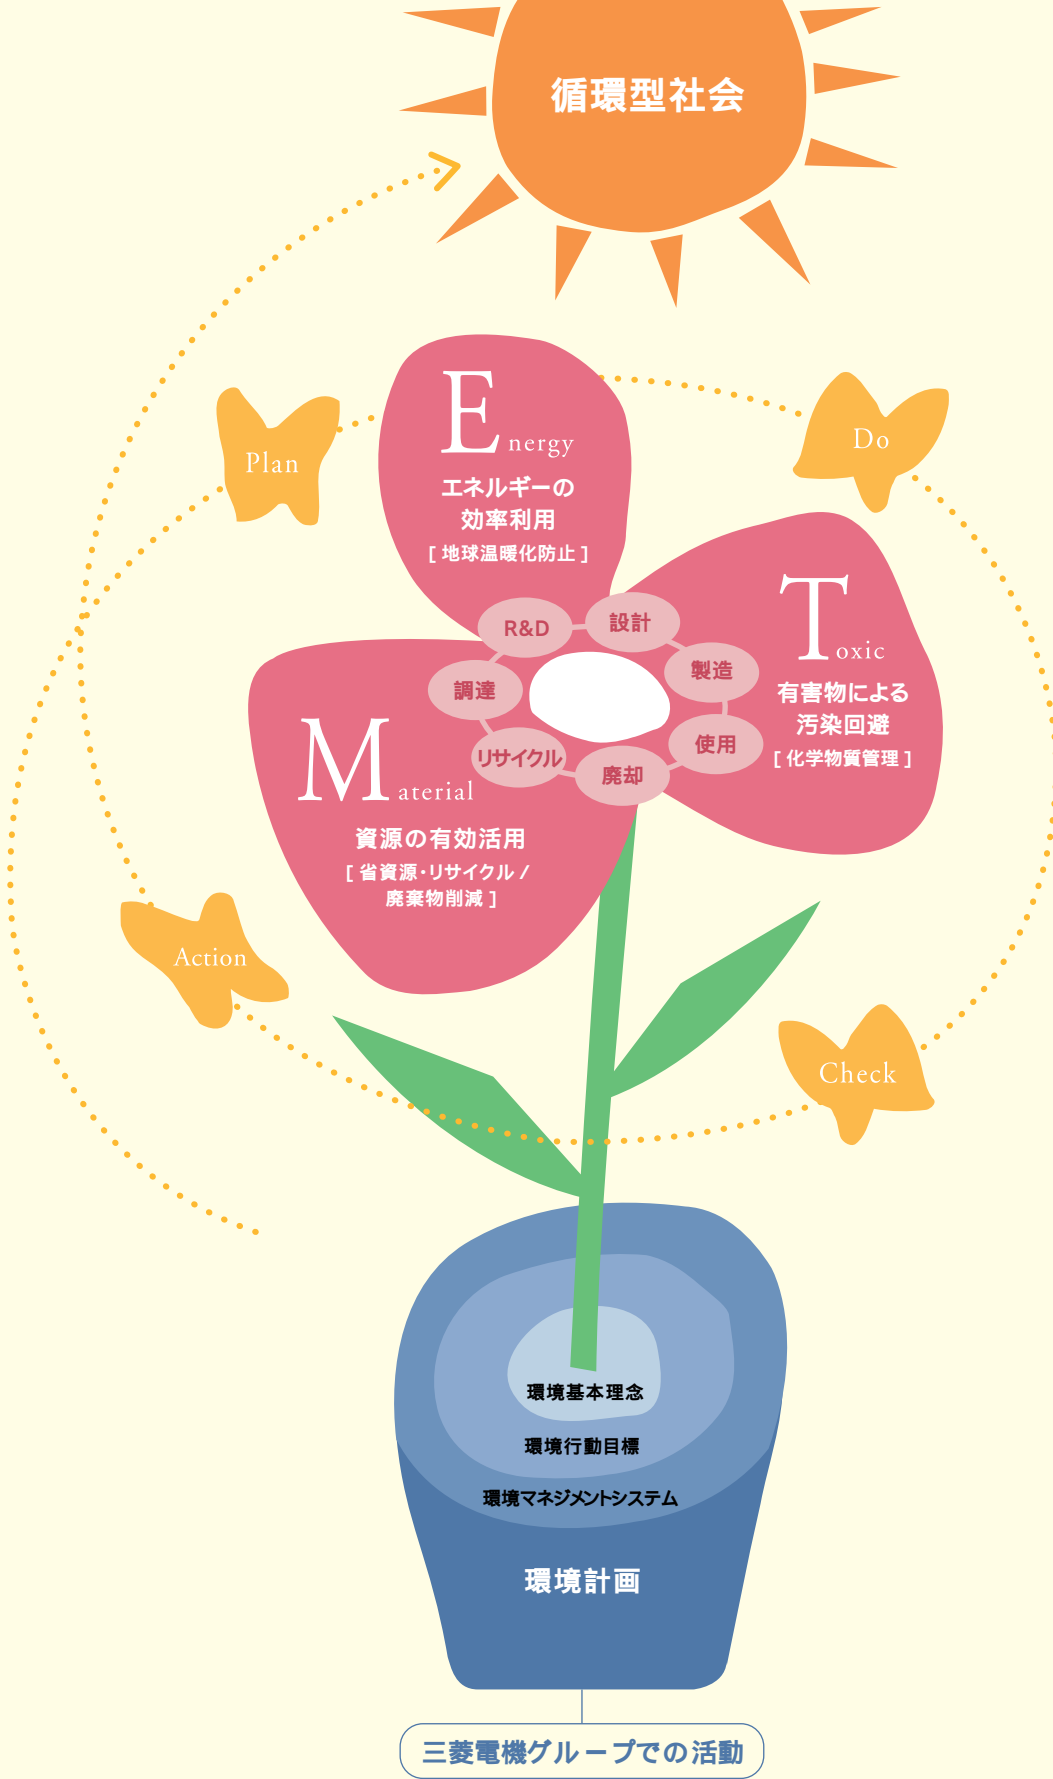 循環型社会
Plan
Do
Energy
エネルギーの
効率利用
[ 地球温暖化防止 ]
Toxic
有害物による
汚染回避
[ 化学物質管理 ]
R&D
設計
製造
使用
廃却
リサイクル
調達
Material
資源の有効活用
[ 省資源・リサイクル /
廃棄物削減 ]
Action
Check
環境基本理念
環境行動目標
環境マネジメントシステム
環境計画
三菱電機グループでの活動